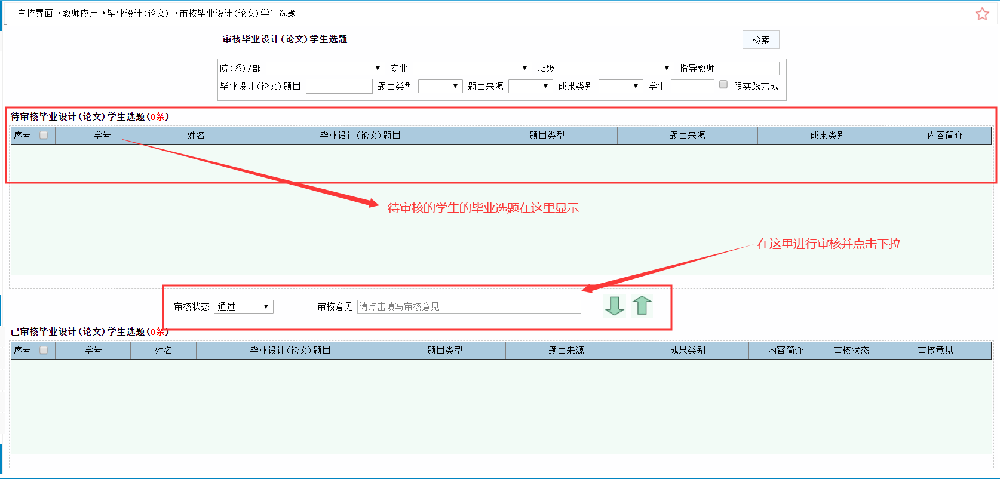 主控界面→教师应用→毕业设计(论文)→审核毕业设计(论文)学生选题
审核毕业设计(论文)学生选题 检索
院(系)/部 专业 班级 指导教师
毕业设计(论文)题目 题目类型 题目来源 成果类别 学生 限实践完成
待审核毕业设计(论文)学生选题(0条)
序号 学号 姓名 毕业设计(论文)题目 题目类型 题目来源 成果类别 内容简介
待审核的学生的毕业选题在这里显示
在这里进行审核并点击下拉
审核状态 通过 审核意见 请点击填写审核意见
已审核毕业设计(论文)学生选题(0条)
序号 学号 姓名 毕业设计(论文)题目 题目类型 题目来源 成果类别 内容简介 审核状态 审核意见